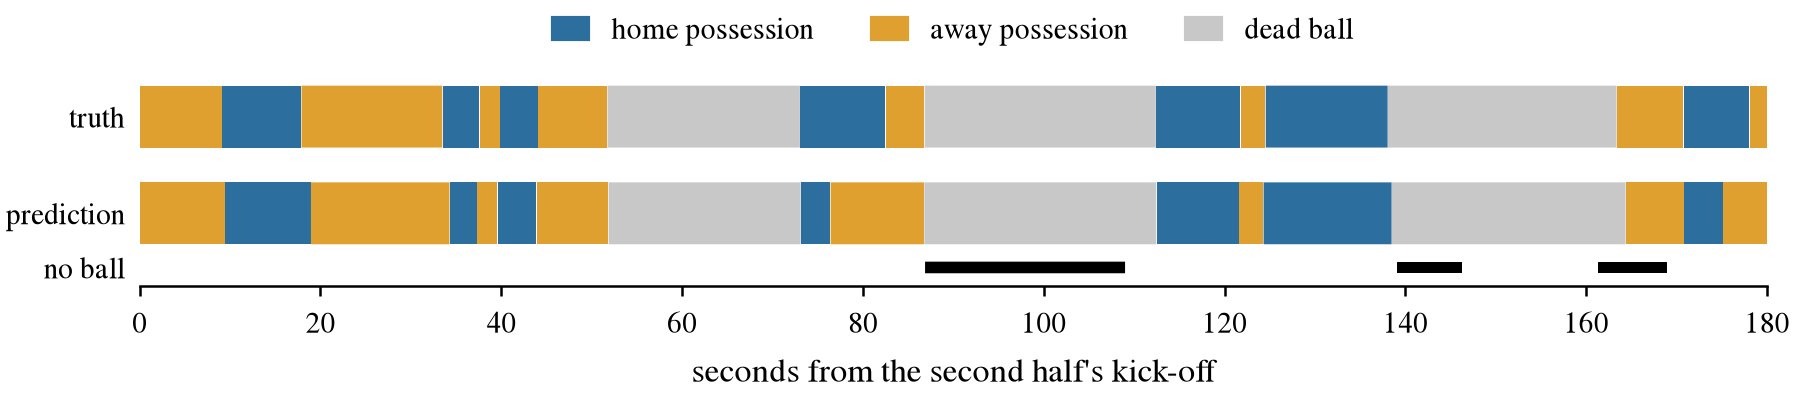 home possession away possession dead ball
truth
prediction
no ball
0 20 40 60 80 100 120 140 160 180
seconds from the second half's kick-off